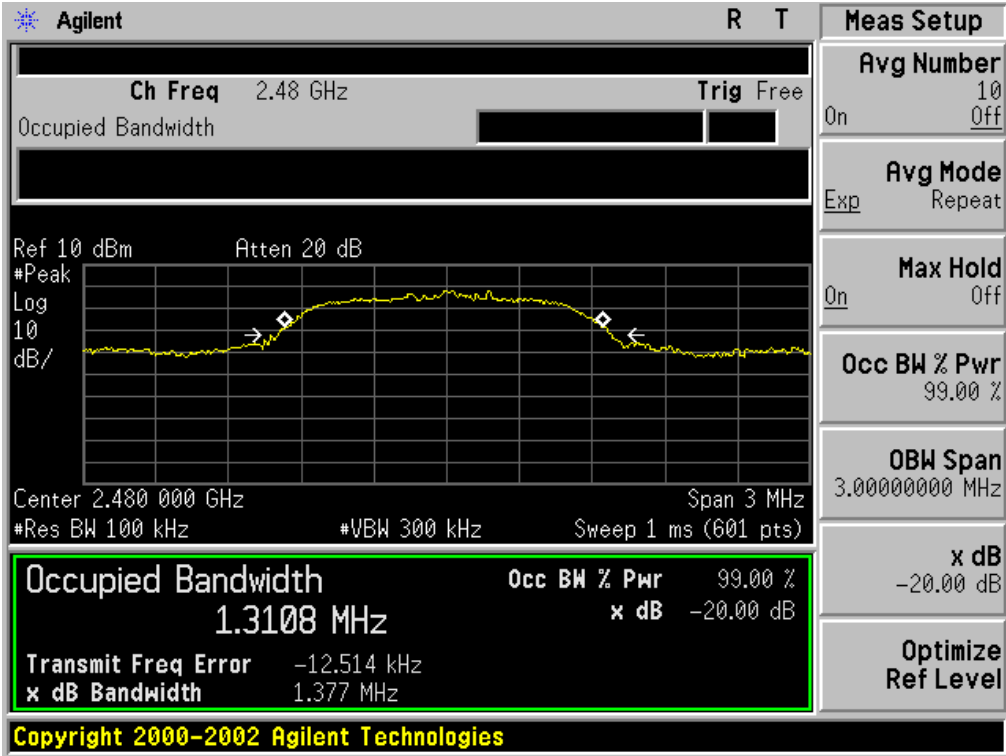 Agilent R T
Ch Freq 2.48 GHz Trig Free
Occupied Bandwidth
Ref 10 dBm Atten 20 dB
#Peak
Log
10
dB/
Center 2.480 000 GHz Span 3 MHz
#Res BW 100 kHz #VBW 300 kHz Sweep 1 ms (601 pts)
Occupied Bandwidth Occ BW % Pwr 99.00 %
1.3108 MHz x dB -20.00 dB
Transmit Freq Error -12.514 kHz
x dB Bandwidth 1.377 MHz
Copyright 2000-2002 Agilent Technologies
Meas Setup
Avg Number
10
On Off
Avg Mode
Exp Repeat
Max Hold
On Off
Occ BW % Pwr
99.00 %
OBW Span
3.00000000 MHz
x dB
-20.00 dB
Optimize
Ref Level